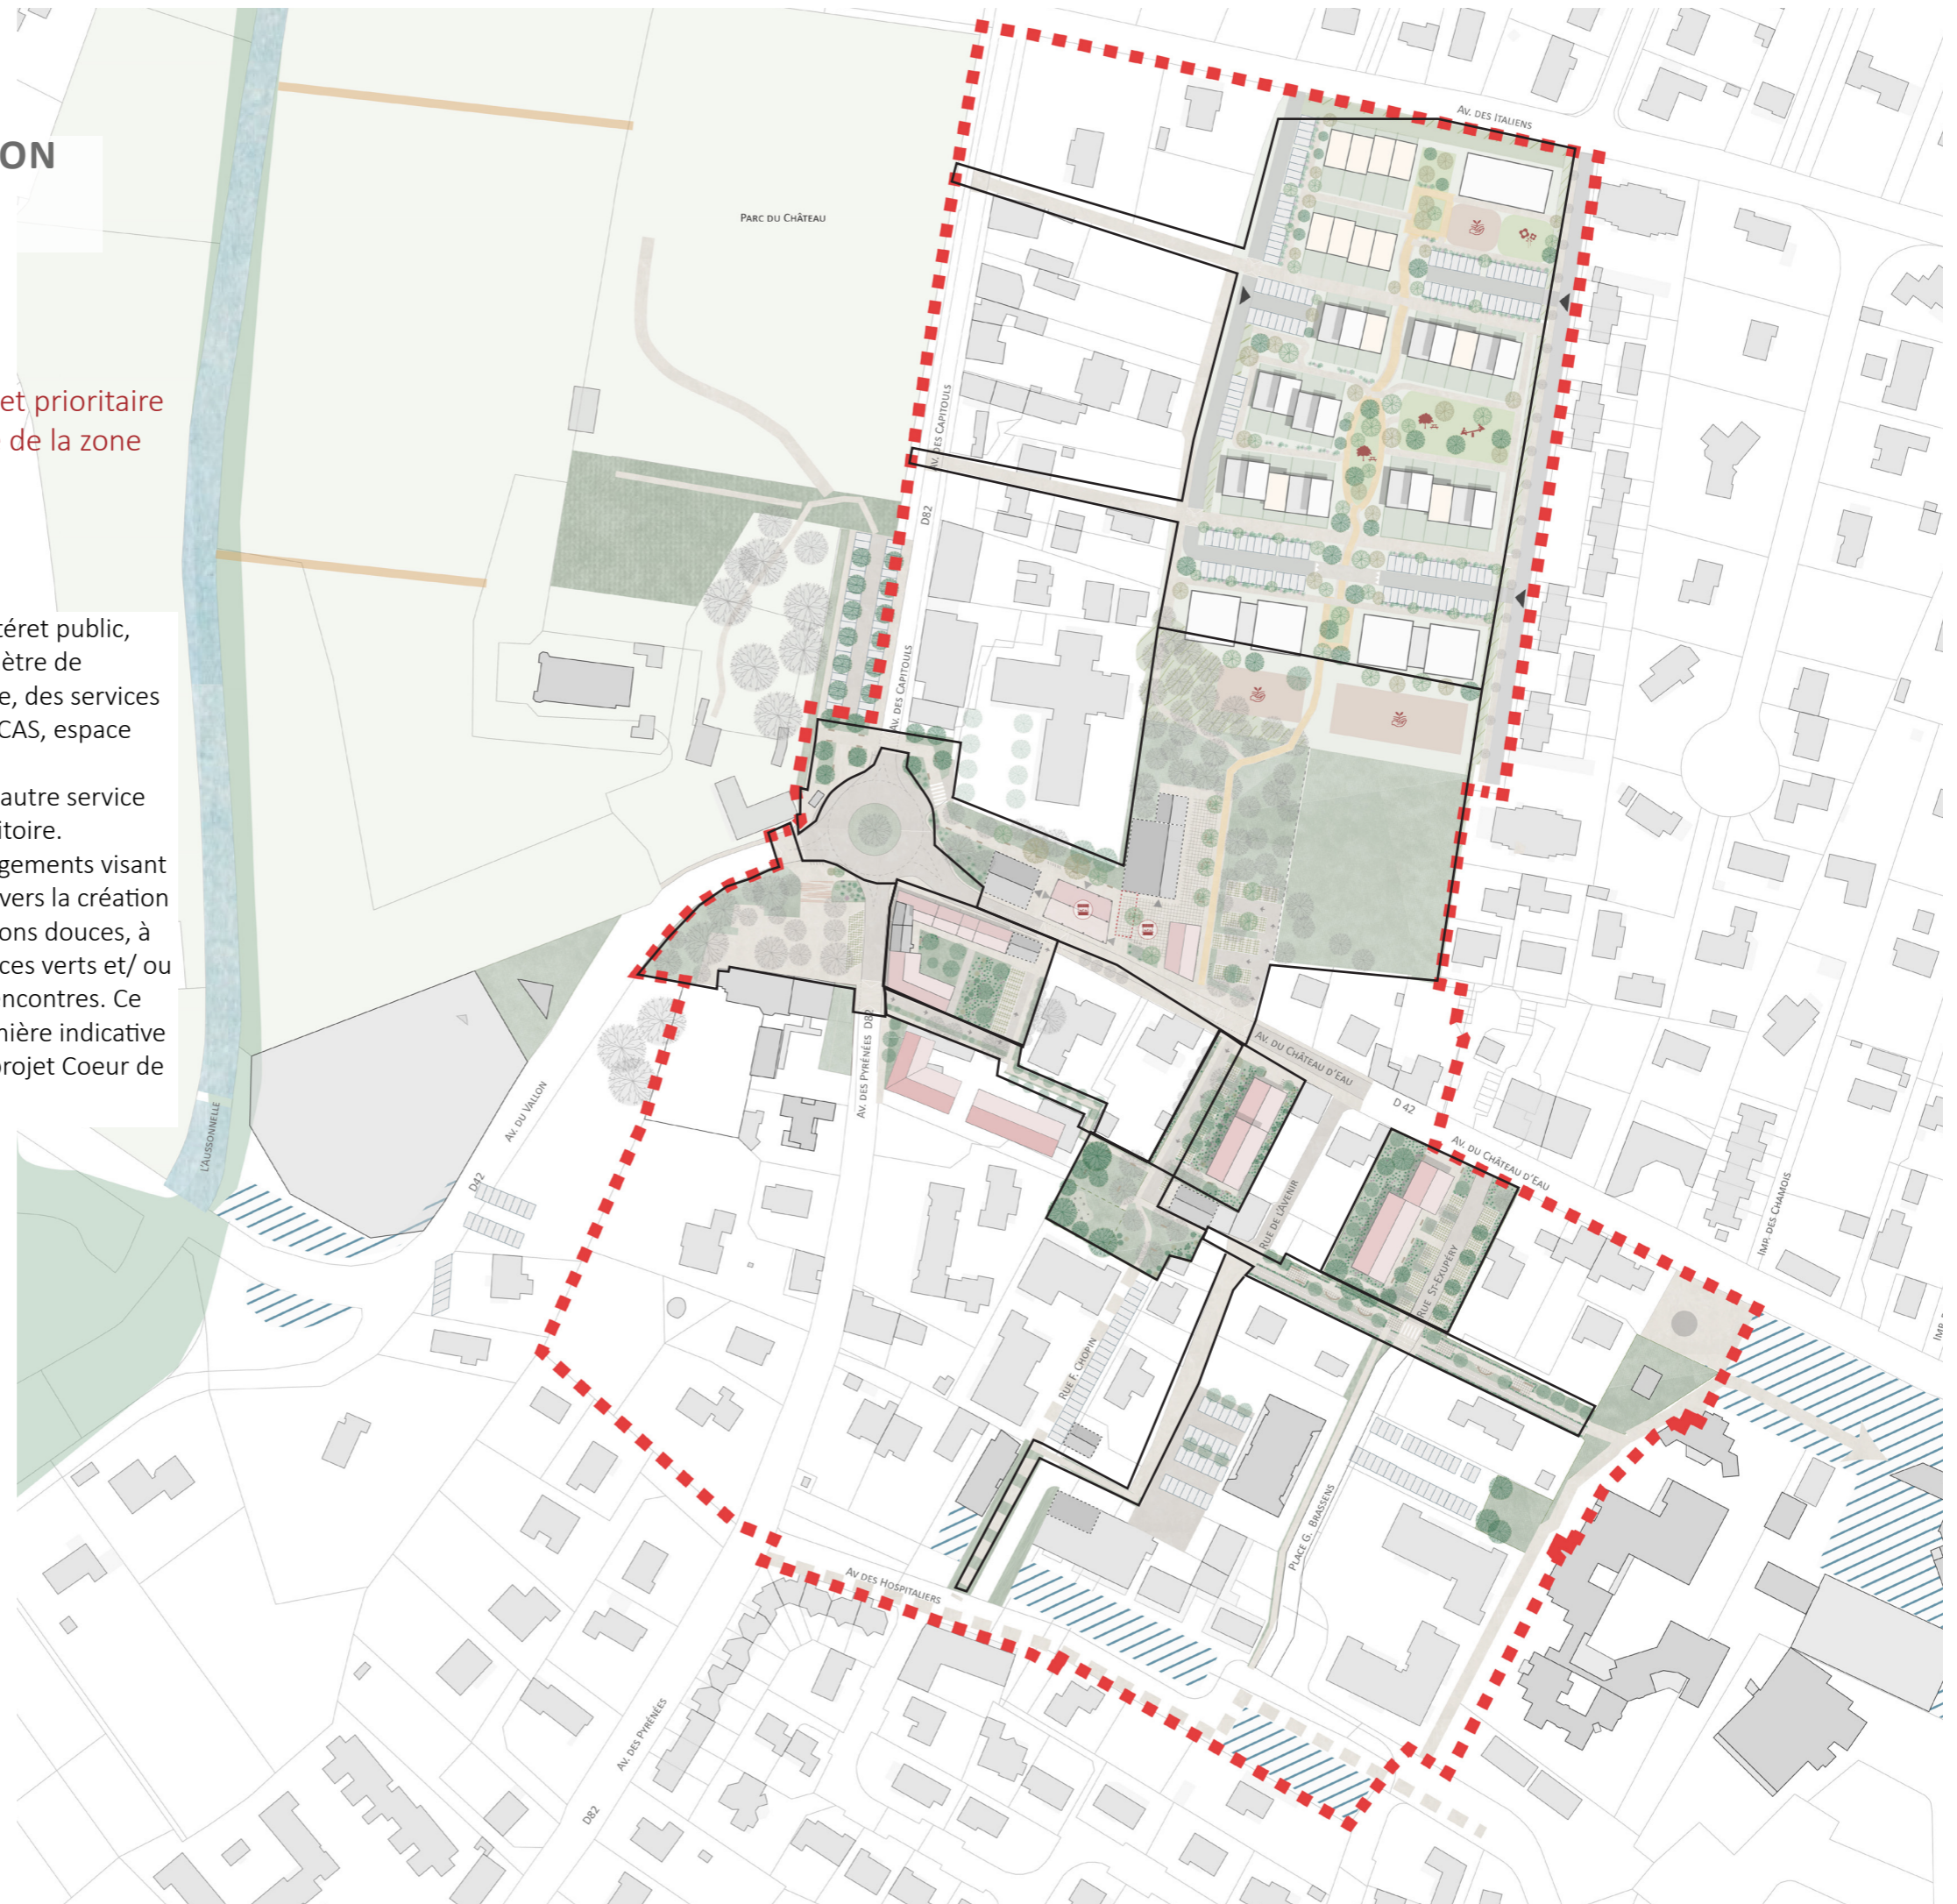 ON
et prioritaire
de la zone
téret public,
ètre de
e, des services
CAS, espace
autre service
itoire.
gements visant
vers la création
ons douces, à
ces verts et/ ou
encontres. Ce
nière indicative
projet Coeur de
Av. des Italiens
Parc du Château
Av. des Capitouls
D82
Av. des Capitouls
Av. des Pyrénées D82
Av. du Château d'Eau
D 42
Av. du Château d'Eau
Imp. des Chamois
Imp.
L'Aussonnelle
Av. du Vallon
D42
Rue de l'Avenir
Rue St-Exupéry
Rue F. Chopin
Place G. Brassens
Av des Hospitaliers
Av. des Pyrénées
D82